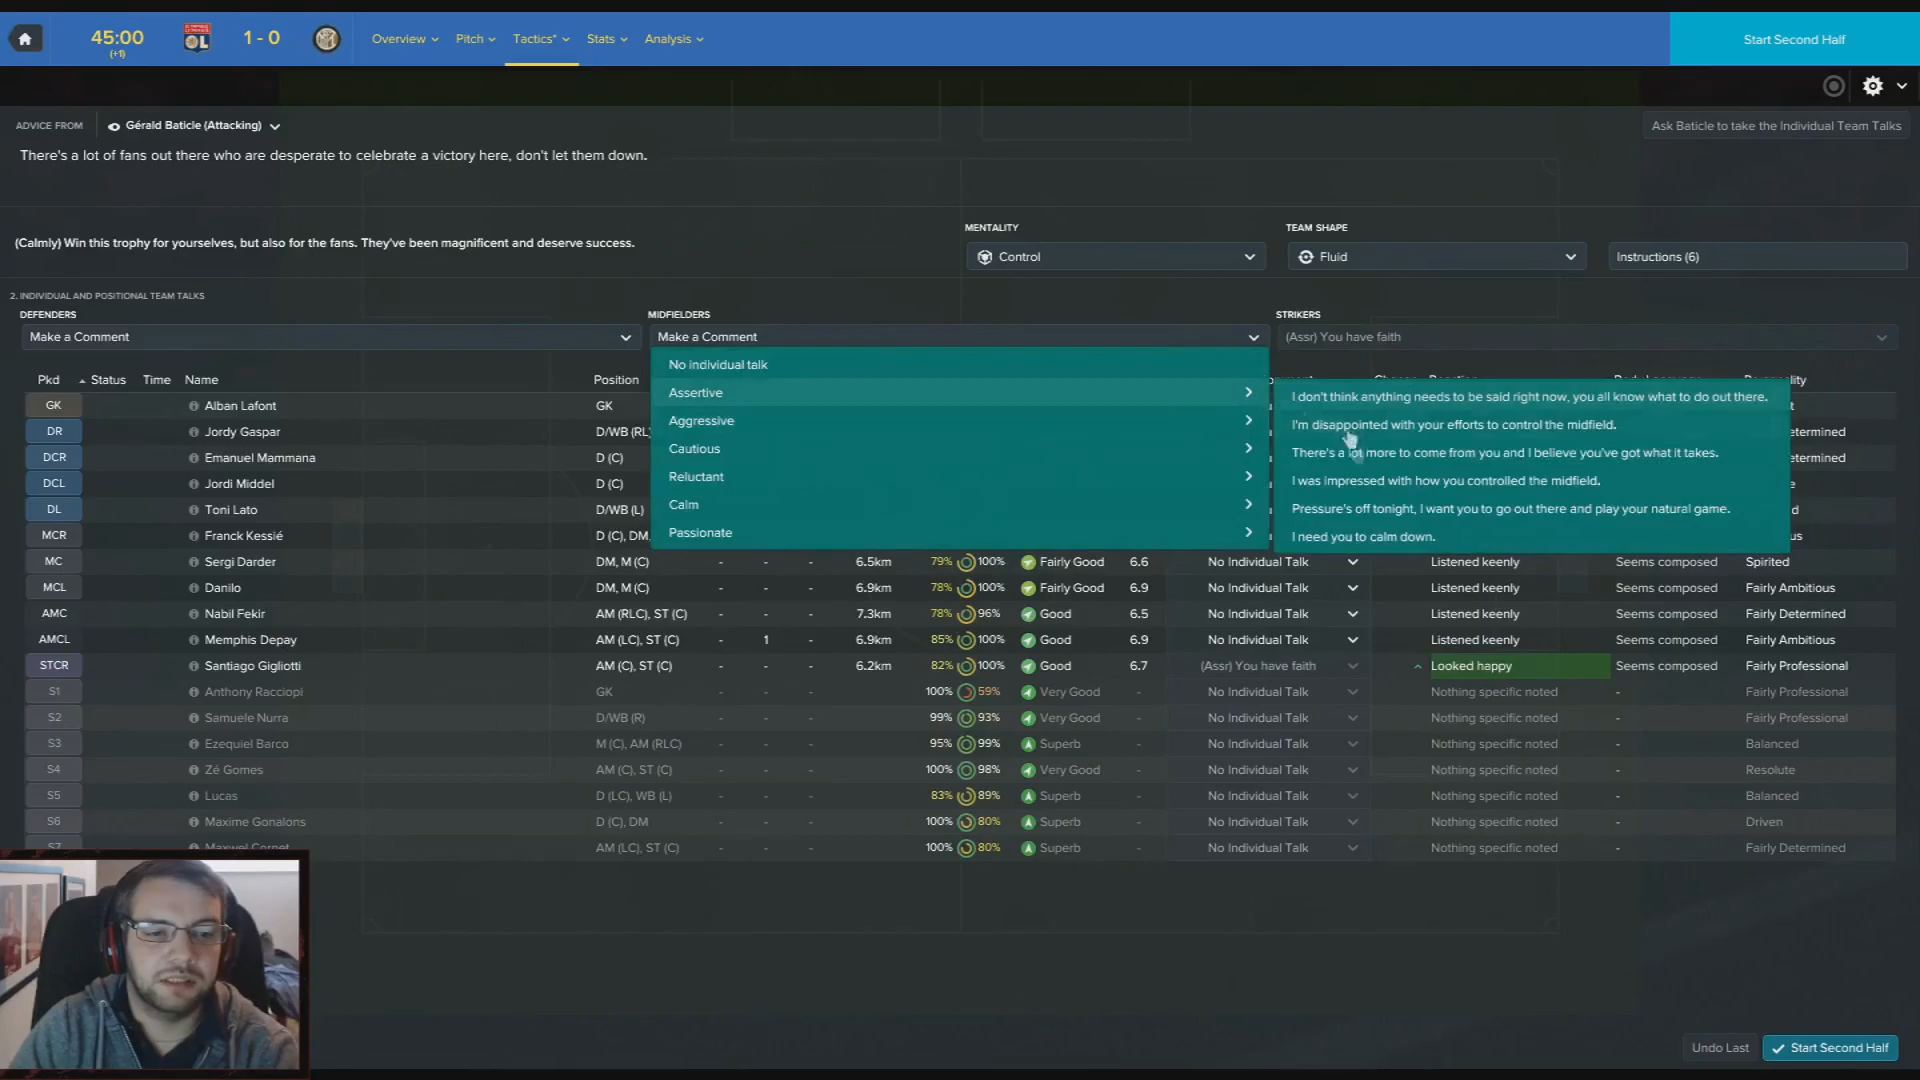 45:00
(+1)
1 - 0
Overview
Pitch
Tactics*
Stats
Analysis
Start Second Half
ADVICE FROM
Gérald Baticle (Attacking)
Ask Baticle to take the Individual Team Talks
There's a lot of fans out there who are desperate to celebrate a victory here, don't let them down.
(Calmly) Win this trophy for yourselves, but also for the fans. They've been magnificent and deserve success.
MENTALITY
Control
TEAM SHAPE
Fluid
Instructions (6)
2. INDIVIDUAL AND POSITIONAL TEAM TALKS
DEFENDERS
Make a Comment
MIDFIELDERS
Make a Comment
STRIKERS
(Assr) You have faith
No individual talk
Assertive
Aggressive
Cautious
Reluctant
Calm
Passionate
I don't think anything needs to be said right now, you all know what to do out there.
I'm disappointed with your efforts to control the midfield.
There's a lot more to come from you and I believe you've got what it takes.
I was impressed with how you controlled the midfield.
Pressure's off tonight, I want you to go out there and play your natural game.
I need you to calm down.
Pkd Status Time Name Position
GK Alban Lafont GK
DR Jordy Gaspar D/WB (RL)
DCR Emanuel Mammana D (C)
DCL Jordi Middel D (C)
DL Toni Lato D/WB (L)
MCR Franck Kessié D (C), DM,
MC Sergi Darder DM, M (C) - - - 6.5km 79% 100% Fairly Good 6.6 No Individual Talk Listened keenly Seems composed Spirited
MCL Danilo DM, M (C) - - - 6.9km 78% 100% Fairly Good 6.9 No Individual Talk Listened keenly Seems composed Fairly Ambitious
AMC Nabil Fekir AM (RLC), ST (C) - - - 7.3km 78% 96% Good 6.5 No Individual Talk Listened keenly Seems composed Fairly Determined
AMCL Memphis Depay AM (LC), ST (C) - 1 - 6.9km 85% 100% Good 6.9 No Individual Talk Listened keenly Seems composed Fairly Ambitious
STCR Santiago Gigliotti AM (C), ST (C) - - - 6.2km 82% 100% Good 6.7 (Assr) You have faith Looked happy Seems composed Fairly Professional
S1 Anthony Racciopi GK - - - 100% 59% Very Good - No Individual Talk Nothing specific noted - Fairly Professional
S2 Samuele Nurra D/WB (R) - - - 99% 93% Very Good - No Individual Talk Nothing specific noted - Fairly Professional
S3 Ezequiel Barco M (C), AM (RLC) - - - 95% 99% Superb - No Individual Talk Nothing specific noted - Balanced
S4 Zé Gomes AM (C), ST (C) - - - 100% 98% Very Good - No Individual Talk Nothing specific noted - Resolute
S5 Lucas D (LC), WB (L) - - - 83% 89% Superb - No Individual Talk Nothing specific noted - Balanced
S6 Maxime Gonalons D (C), DM - - - 100% 80% Superb - No Individual Talk Nothing specific noted - Driven
S7 Maxwel Cornet AM (LC), ST (C) - - - 100% 80% Superb - No Individual Talk Nothing specific noted - Fairly Determined
Undo Last
Start Second Half